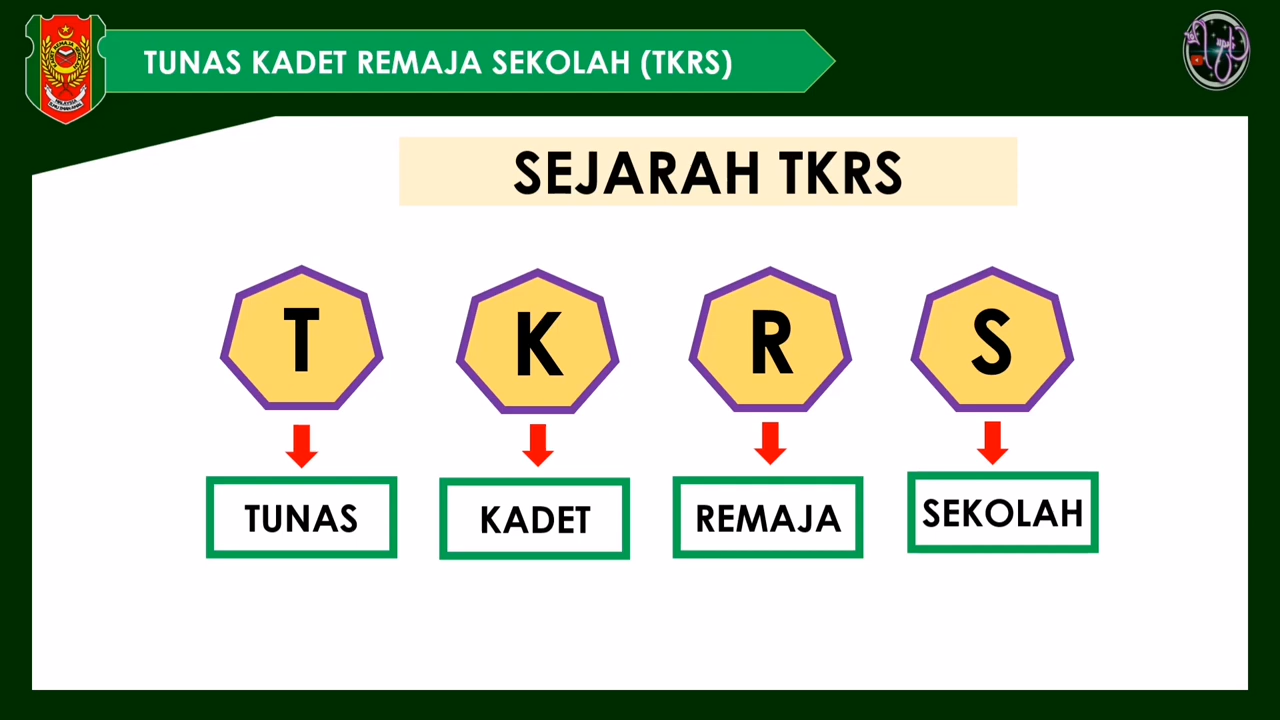 TUNAS KADET REMAJA SEKOLAH (TKRS)
SEJARAH TKRS
T K R S
TUNAS KADET REMAJA SEKOLAH